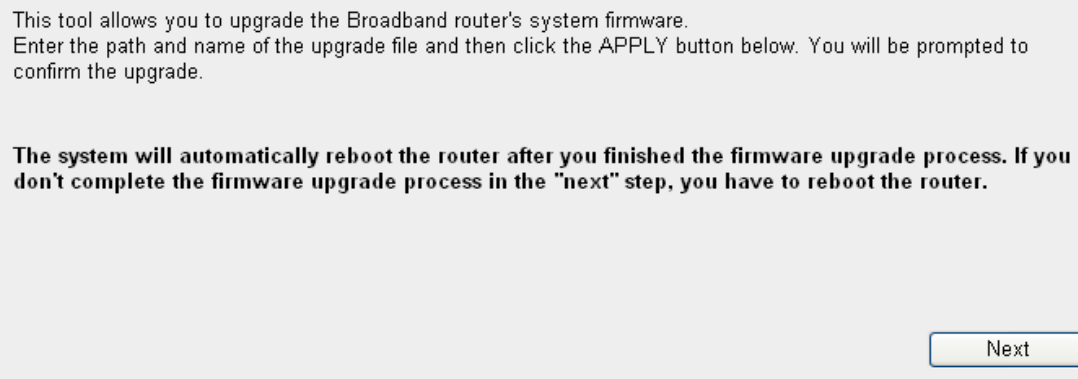 This tool allows you to upgrade the Broadband router's system firmware.
Enter the path and name of the upgrade file and then click the APPLY button below. You will be prompted to
confirm the upgrade.
The system will automatically reboot the router after you finished the firmware upgrade process. If you
don't complete the firmware upgrade process in the "next" step, you have to reboot the router.
Next